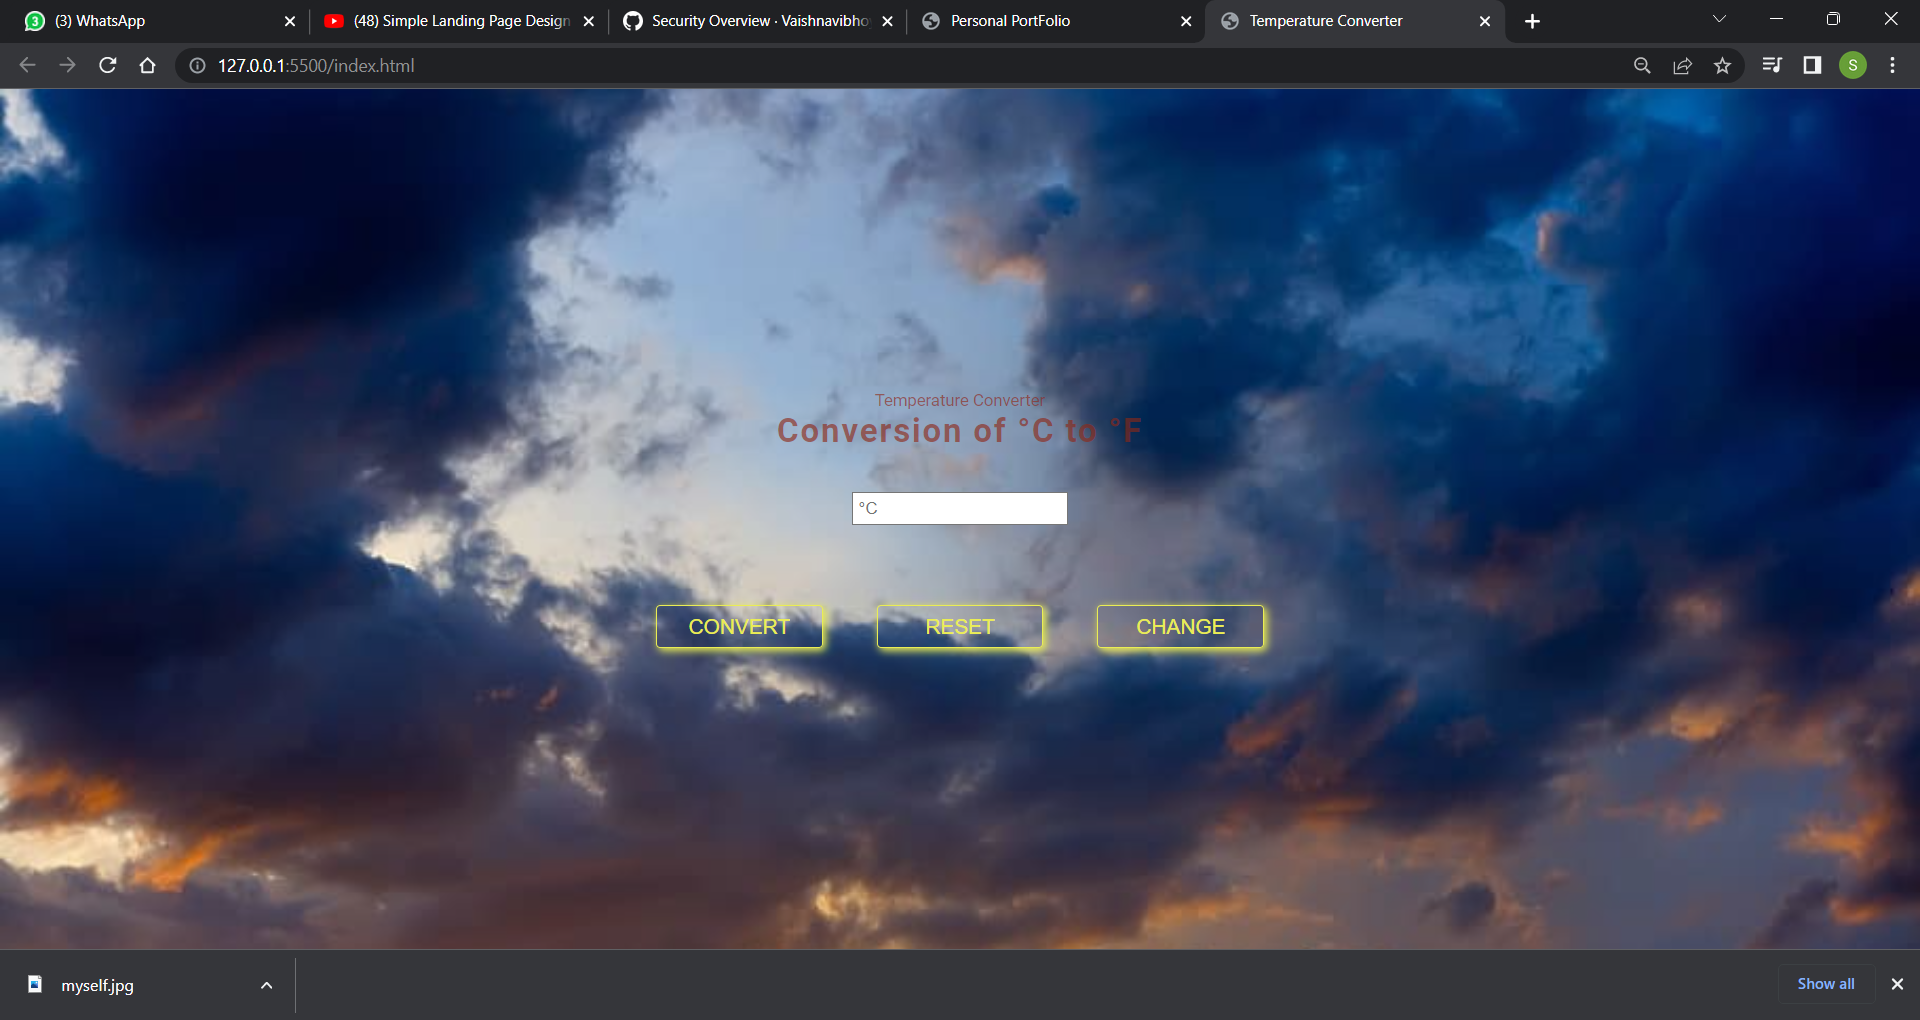 (3) WhatsApp
(48) Simple Landing Page Design
Security Overview · Vaishnavibho
Personal PortFolio
Temperature Converter
127.0.0.1:5500/index.html
S
Temperature Converter
Conversion of °C to °F
°C
CONVERT
RESET
CHANGE
myself.jpg
Show all